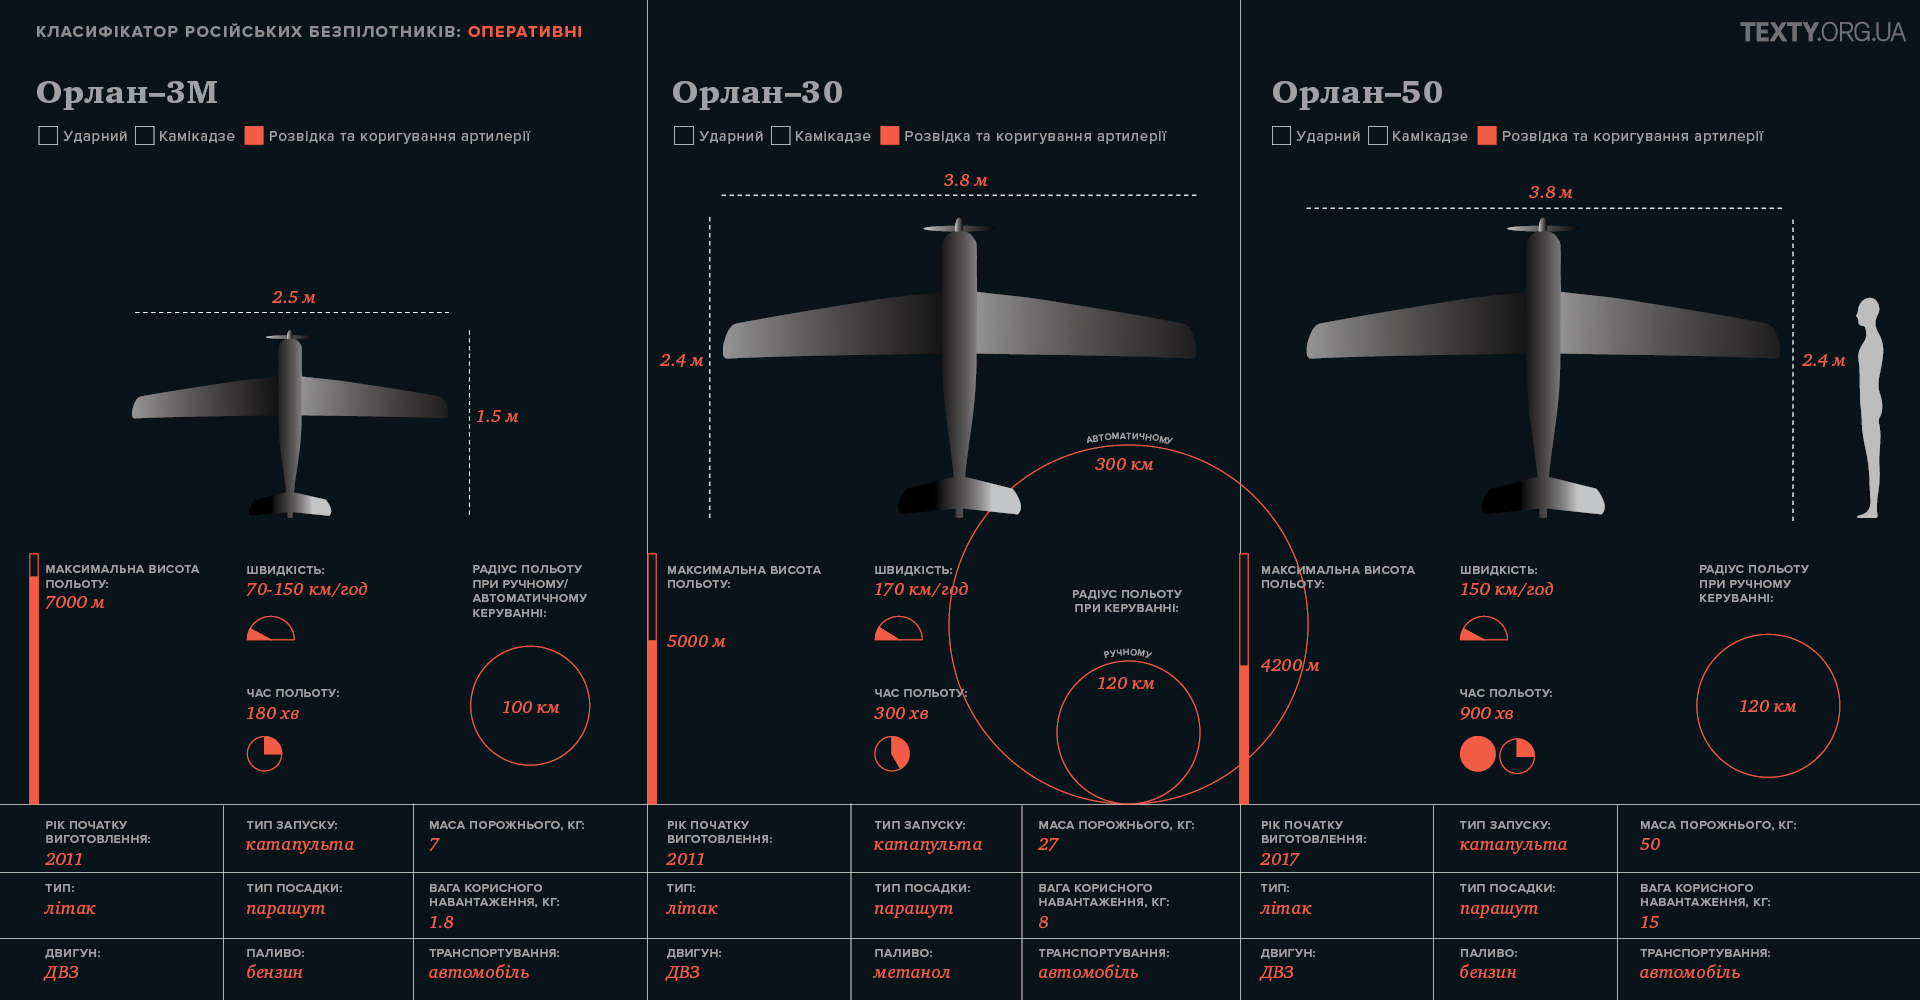 КЛАСИФІКАТОР РОСІЙСЬКИХ БЕЗПІЛОТНИКІВ: ОПЕРАТИВНІ
TEXTY.ORG.UA
Орлан–3М
Ударний Камікадзе Розвідка та коригування артилерії
2.5 м
1.5 м
МАКСИМАЛЬНА ВИСОТА
ПОЛЬОТУ:
7000 м
ШВИДКІСТЬ:
70-150 км/год
ЧАС ПОЛЬОТУ:
180 хв
РАДІУС ПОЛЬОТУ
ПРИ РУЧНОМУ/
АВТОМАТИЧНОМУ
КЕРУВАННІ:
100 км
РІК ПОЧАТКУ
ВИГОТОВЛЕННЯ:
2011
ТИП ЗАПУСКУ:
катапульта
МАСА ПОРОЖНЬОГО, КГ:
7
ТИП:
літак
ТИП ПОСАДКИ:
парашут
ВАГА КОРИСНОГО
НАВАНТАЖЕННЯ, КГ:
1.8
ДВИГУН:
ДВЗ
ПАЛИВО:
бензин
ТРАНСПОРТУВАННЯ:
автомобіль
Орлан–30
Ударний Камікадзе Розвідка та коригування артилерії
3.8 м
2.4 м
МАКСИМАЛЬНА ВИСОТА
ПОЛЬОТУ:
5000 м
ШВИДКІСТЬ:
170 км/год
ЧАС ПОЛЬОТУ:
300 хв
АВТОМАТИЧНОМУ
300 км
РАДІУС ПОЛЬОТУ
ПРИ КЕРУВАННІ:
РУЧНОМУ
120 км
РІК ПОЧАТКУ
ВИГОТОВЛЕННЯ:
2011
ТИП ЗАПУСКУ:
катапульта
МАСА ПОРОЖНЬОГО, КГ:
27
ТИП:
літак
ТИП ПОСАДКИ:
парашут
ВАГА КОРИСНОГО
НАВАНТАЖЕННЯ, КГ:
8
ДВИГУН:
ДВЗ
ПАЛИВО:
метанол
ТРАНСПОРТУВАННЯ:
автомобіль
Орлан–50
Ударний Камікадзе Розвідка та коригування артилерії
3.8 м
2.4 м
МАКСИМАЛЬНА ВИСОТА
ПОЛЬОТУ:
4200 м
ШВИДКІСТЬ:
150 км/год
ЧАС ПОЛЬОТУ:
900 хв
РАДІУС ПОЛЬОТУ
ПРИ РУЧНОМУ
КЕРУВАННІ:
120 км
РІК ПОЧАТКУ
ВИГОТОВЛЕННЯ:
2017
ТИП ЗАПУСКУ:
катапульта
МАСА ПОРОЖНЬОГО, КГ:
50
ТИП:
літак
ТИП ПОСАДКИ:
парашут
ВАГА КОРИСНОГО
НАВАНТАЖЕННЯ, КГ:
15
ДВИГУН:
ДВЗ
ПАЛИВО:
бензин
ТРАНСПОРТУВАННЯ:
автомобіль